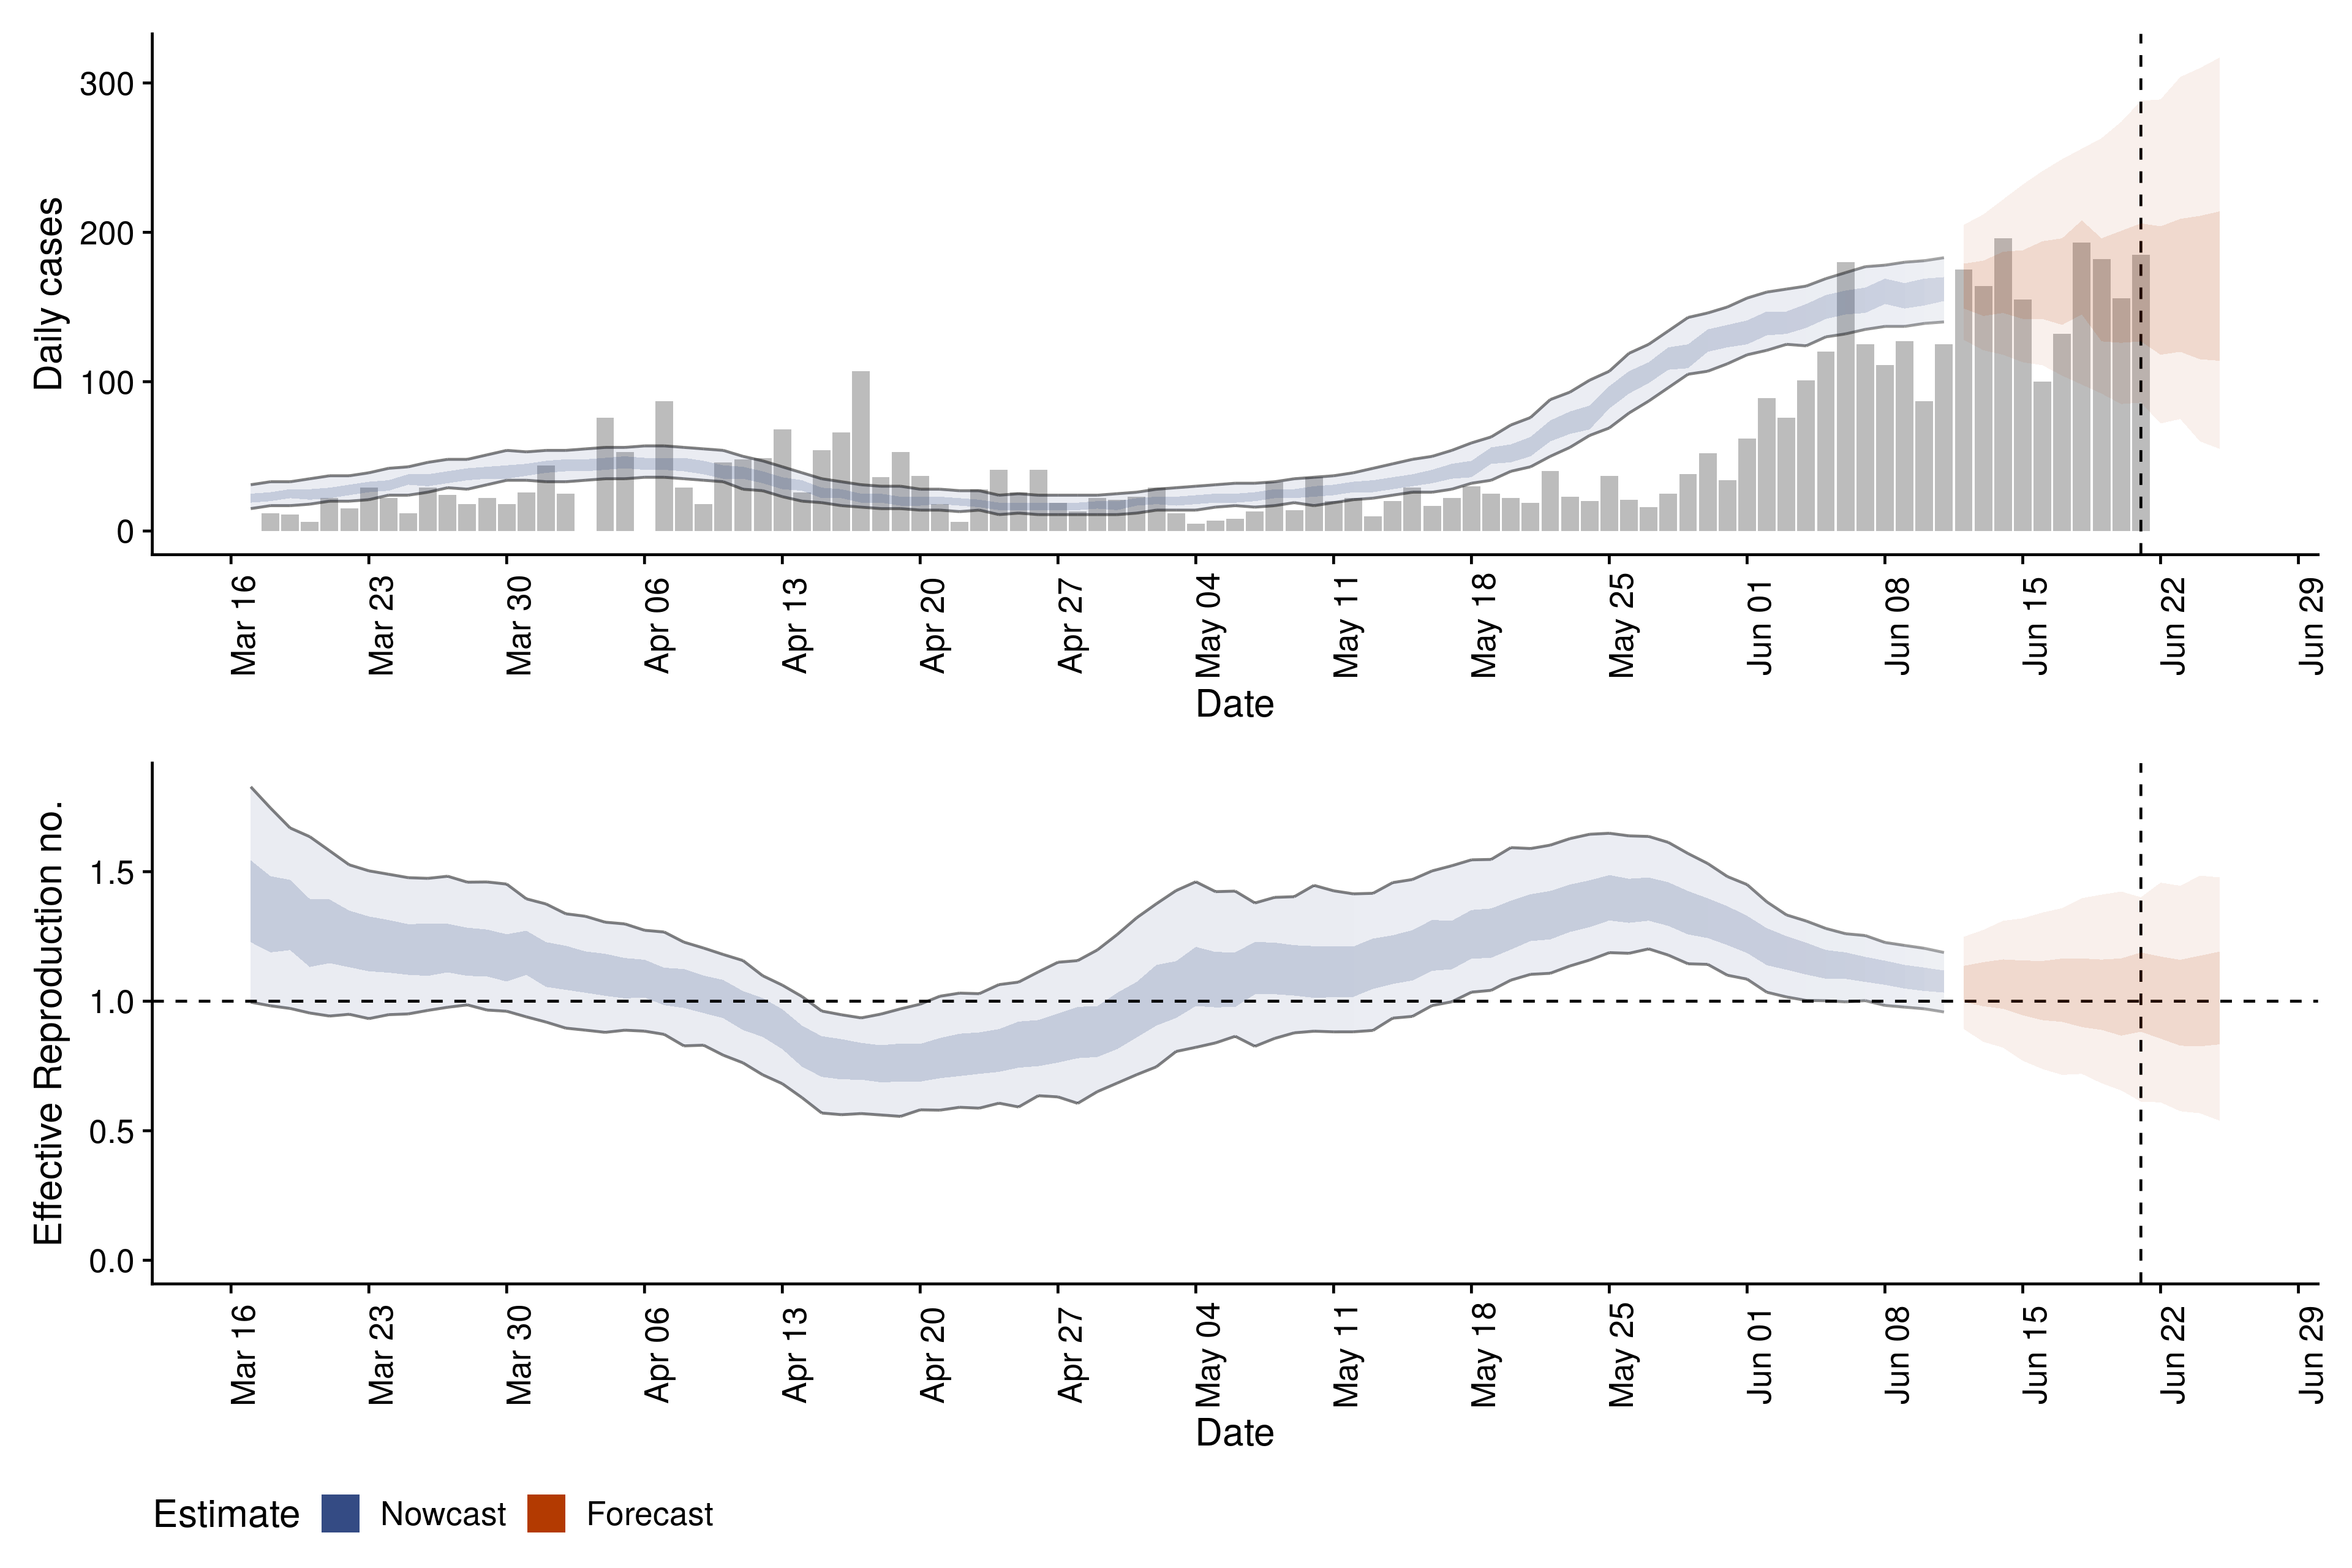 Daily cases
300
200
100
0
Mar 16 Mar 23 Mar 30 Apr 06 Apr 13 Apr 20 Apr 27 May 04 May 11 May 18 May 25 Jun 01 Jun 08 Jun 15 Jun 22 Jun 29
Date
Effective Reproduction no.
1.5
1.0
0.5
0.0
Mar 16 Mar 23 Mar 30 Apr 06 Apr 13 Apr 20 Apr 27 May 04 May 11 May 18 May 25 Jun 01 Jun 08 Jun 15 Jun 22 Jun 29
Date
Estimate Nowcast Forecast